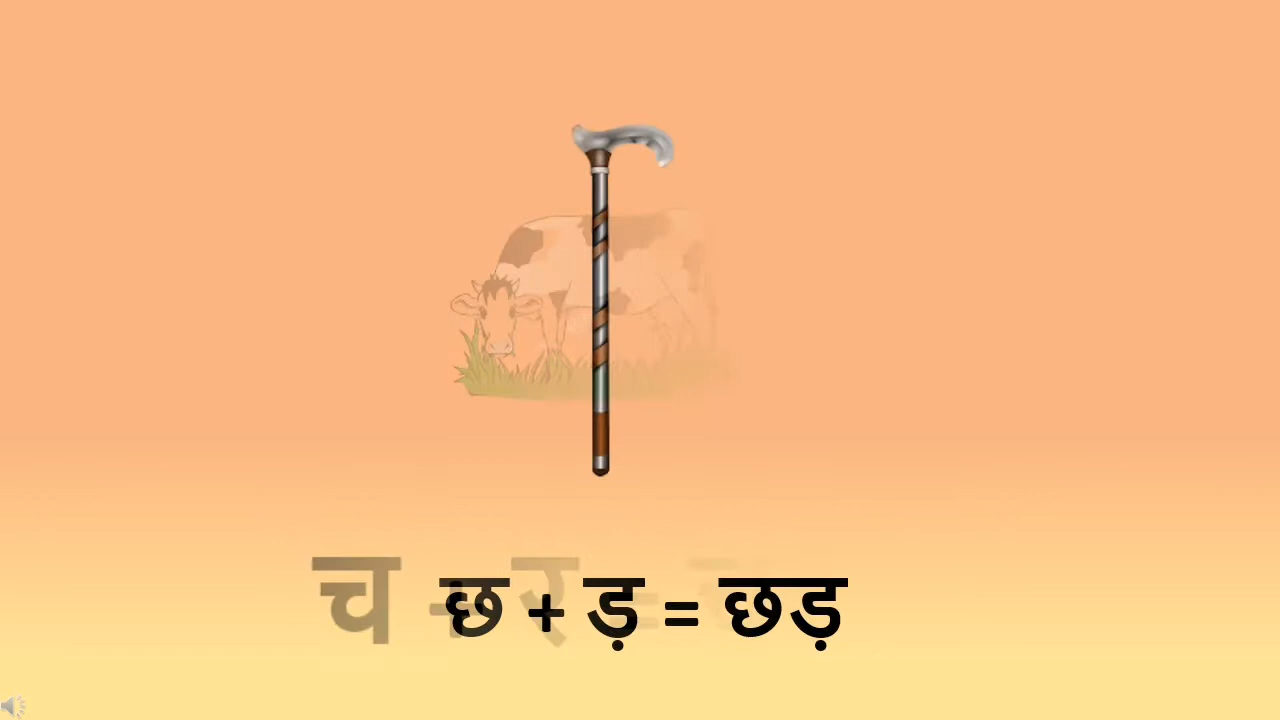 छ + ड़ = छड़
च + र =